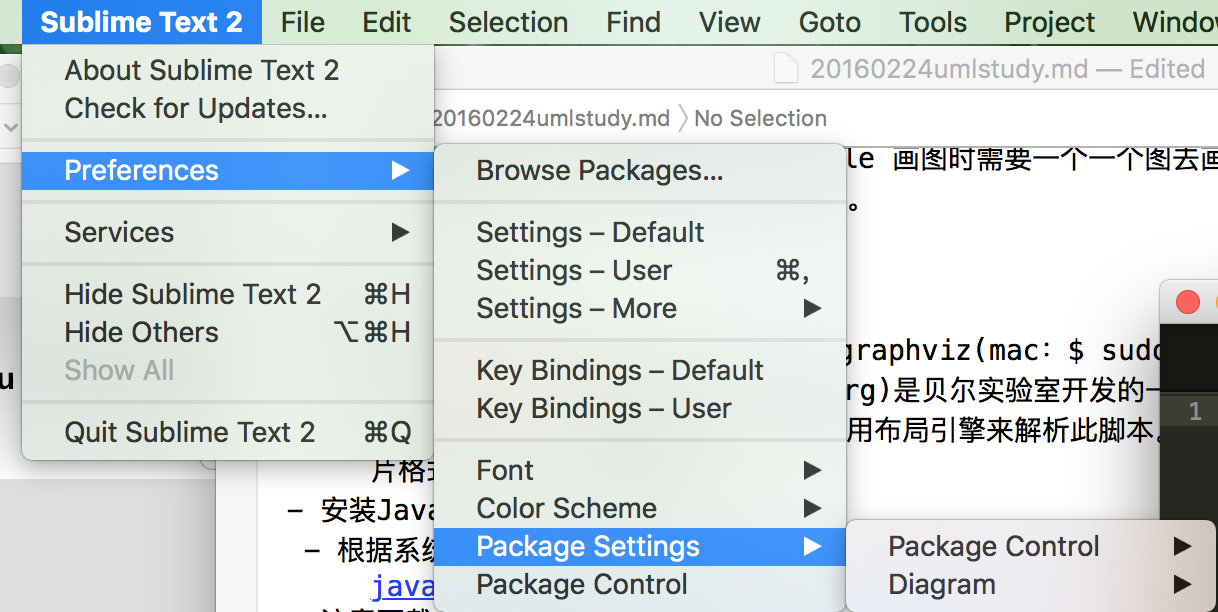 Sublime Text 2 File Edit Selection Find View Goto Tools Project Window
About Sublime Text 2
Check for Updates...
Preferences ▶
Services ▶
Hide Sublime Text 2 ⌘H
Hide Others ⌥⌘H
Show All
Quit Sublime Text 2 ⌘Q
20160224umlstudy.md — Edited
20160224umlstudy.md 〉No Selection
Browse Packages...
Settings – Default
Settings – User ⌘,
Settings – More ▶
Key Bindings – Default
Key Bindings – User
Font ▶
Color Scheme ▶
Package Settings ▶
Package Control
Package Control ▶
Diagram ▶
le 画图时需要一个一个图去画
。
graphviz(mac: $ sudo
rg)是贝尔实验室开发的一
用布局引擎来解析此脚本。
片格式
– 安装Java
– 根据系统
java
1